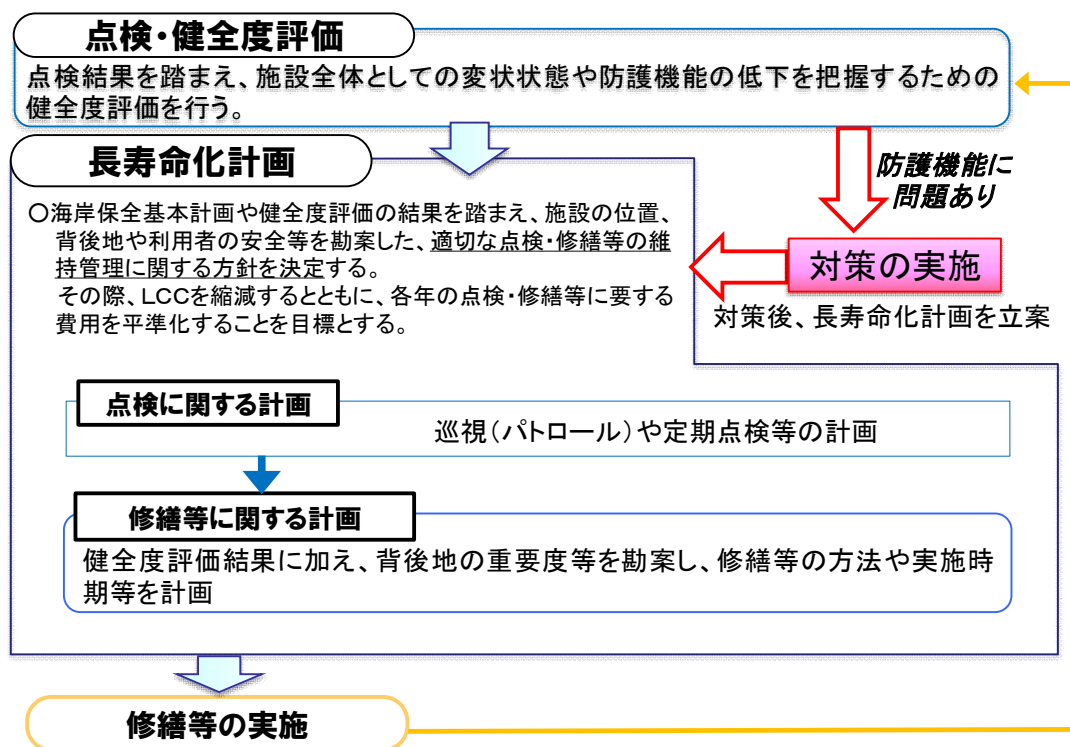 点検・健全度評価
点検結果を踏まえ、施設全体としての変状状態や防護機能の低下を把握するための
健全度評価を行う。
防護機能に
問題あり
対策の実施
対策後、長寿命化計画を立案
長寿命化計画
○海岸保全基本計画や健全度評価の結果を踏まえ、施設の位置、
背後地や利用者の安全等を勘案した、適切な点検・修繕等の維
持管理に関する方針を決定する。
その際、LCCを縮減するとともに、各年の点検・修繕等に要する
費用を平準化することを目標とする。
点検に関する計画
巡視(パトロール)や定期点検等の計画
修繕等に関する計画
健全度評価結果に加え、背後地の重要度等を勘案し、修繕等の方法や実施時
期等を計画
修繕等の実施